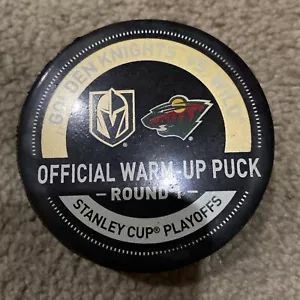 GOLDEN KNIGHTS VS WILD
OFFICIAL WARM-UP PUCK
– ROUND 1 –
STANLEY CUP® PLAYOFFS